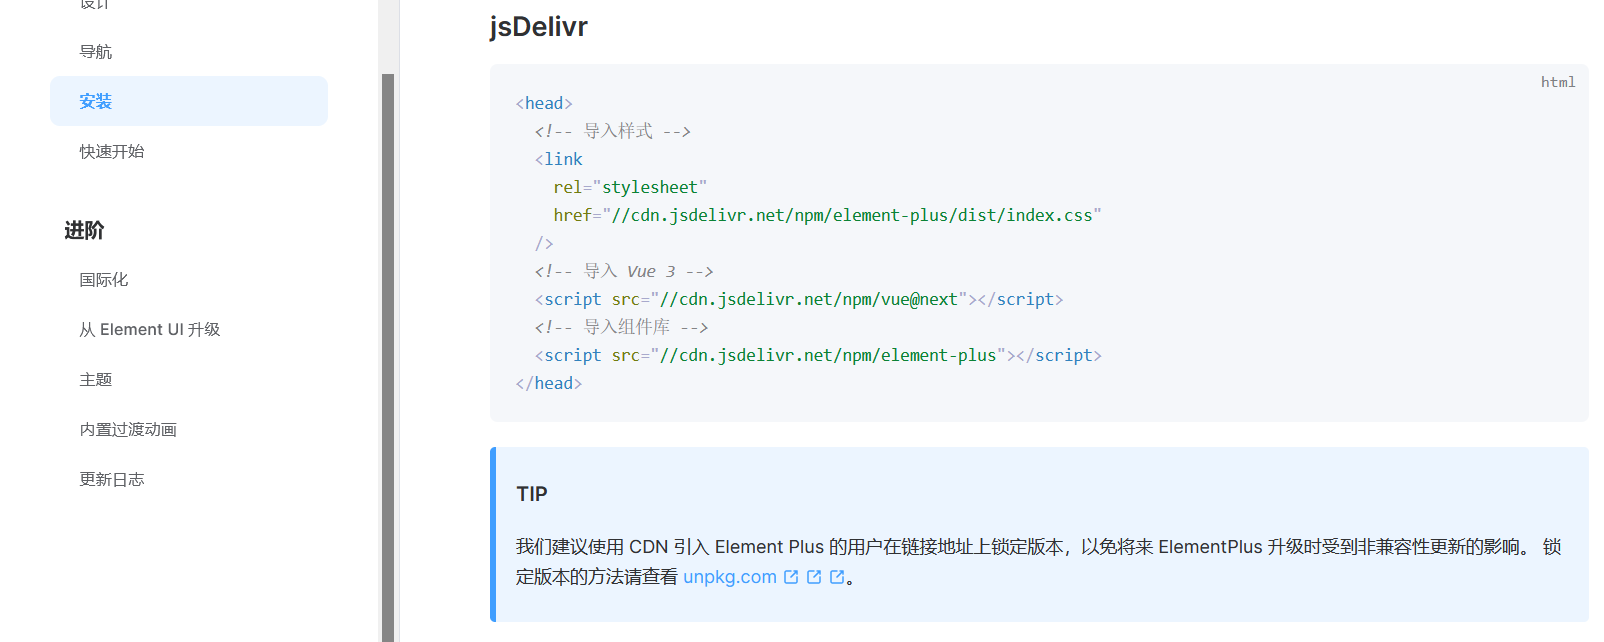 设计
导航
安装
快速开始
进阶
国际化
从 Element UI 升级
主题
内置过渡动画
更新日志
jsDelivr
html
<head>
  <!-- 导入样式 -->
  <link
    rel="stylesheet"
    href="//cdn.jsdelivr.net/npm/element-plus/dist/index.css"
  />
  <!-- 导入 Vue 3 -->
  <script src="//cdn.jsdelivr.net/npm/vue@next"></script>
  <!-- 导入组件库 -->
  <script src="//cdn.jsdelivr.net/npm/element-plus"></script>
</head>
TIP
我们建议使用 CDN 引入 Element Plus 的用户在链接地址上锁定版本，以免将来 ElementPlus 升级时受到非兼容性更新的影响。 锁
定版本的方法请查看 unpkg.com。